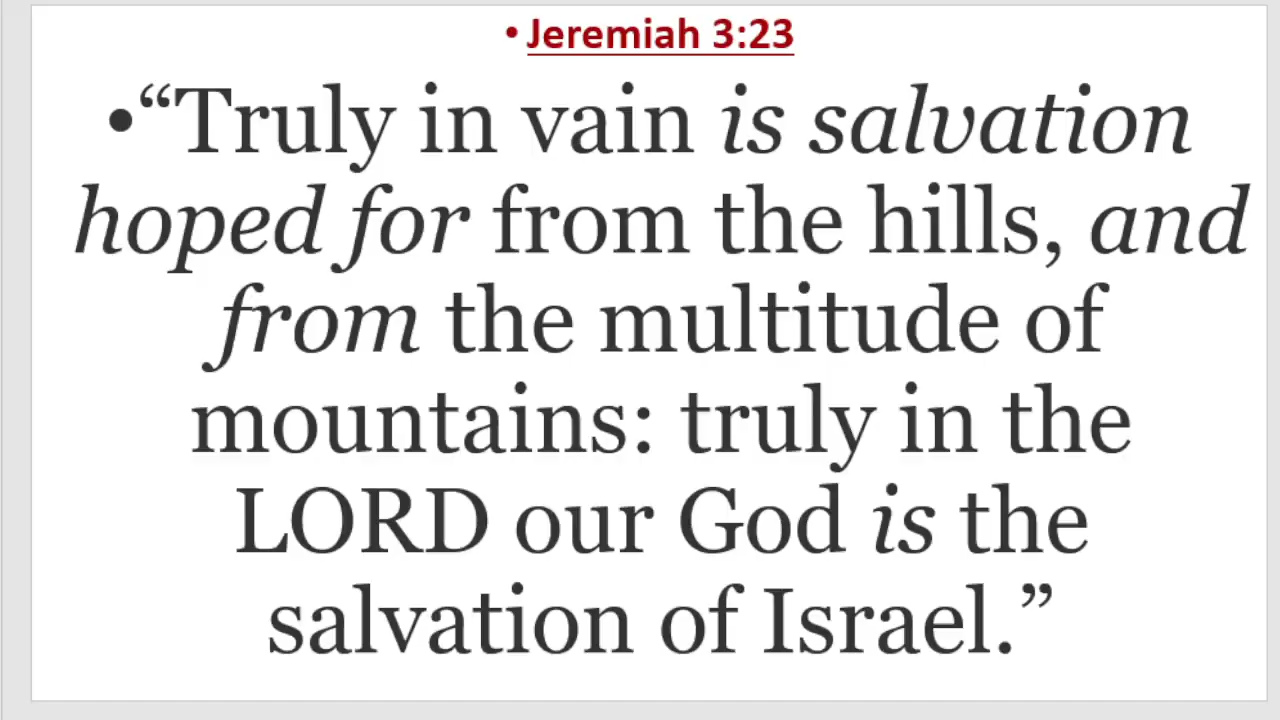 • Jeremiah 3:23
•“Truly in vain is salvation
hoped for from the hills, and
from the multitude of
mountains: truly in the
LORD our God is the
salvation of Israel.”